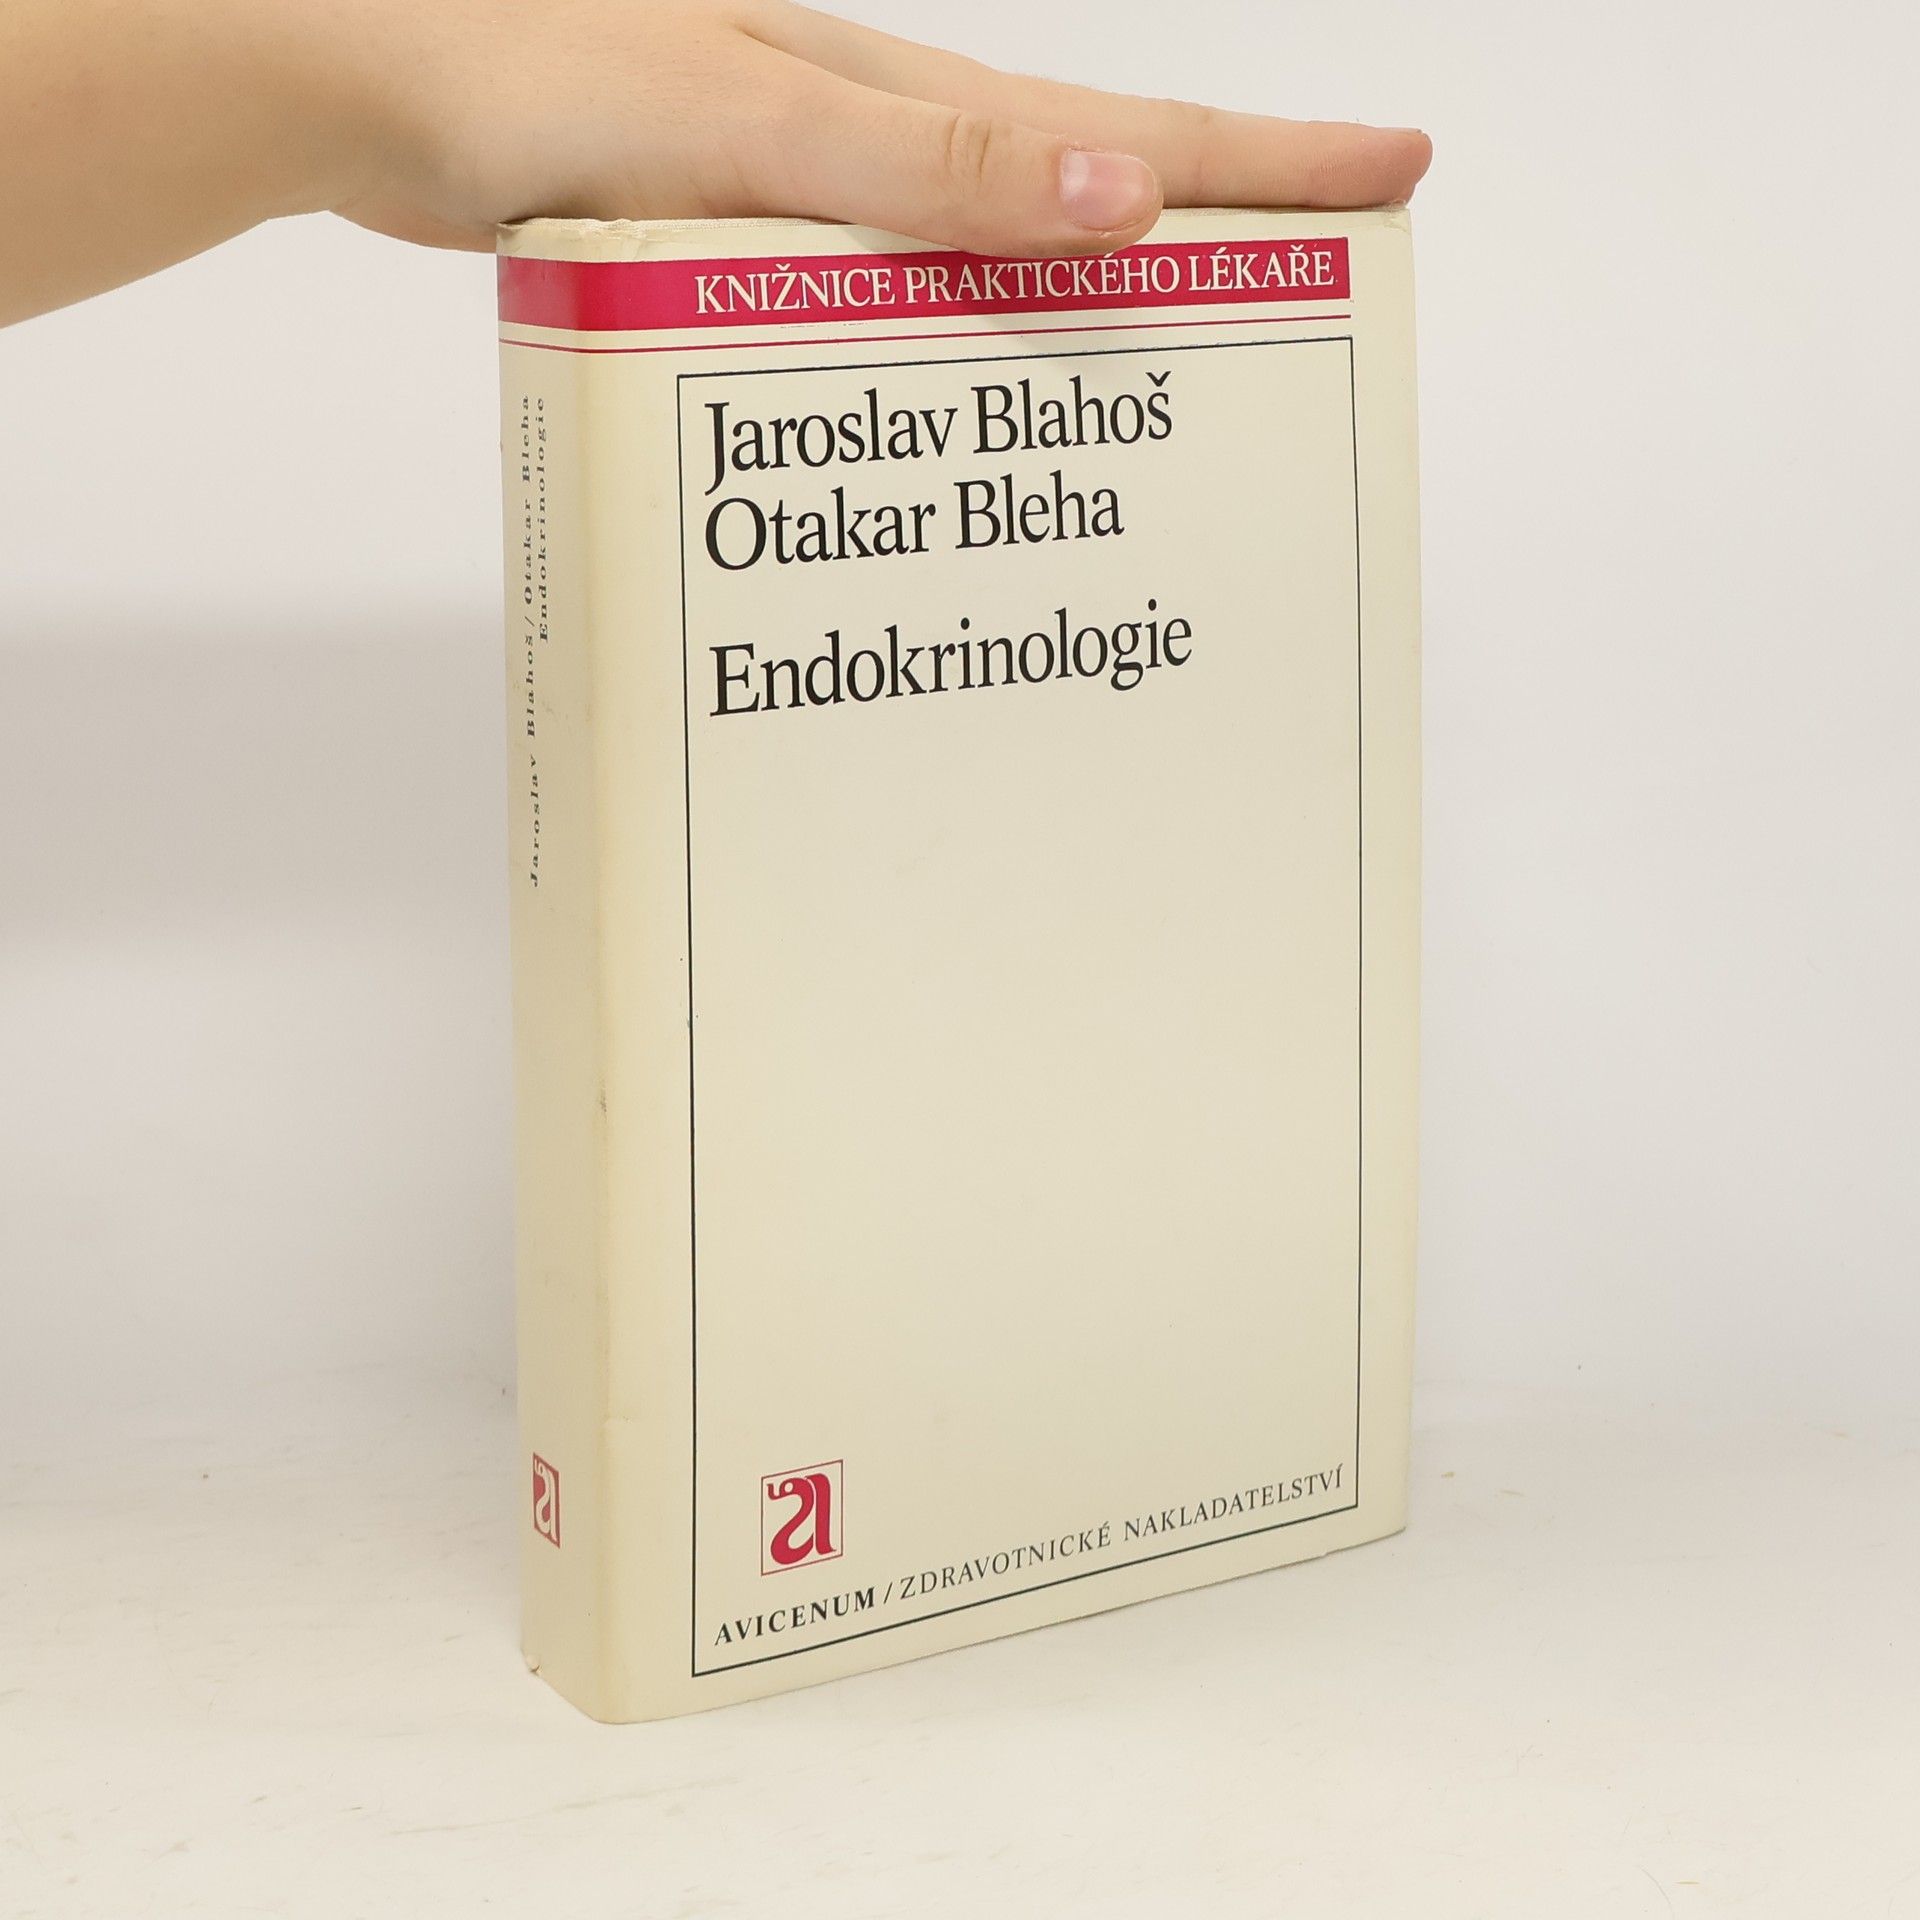 KNIŽNICE PRAKTICKÉHO LÉKAŘE
Jaroslav Blahoš
Otakar Bleha
Endokrinologie
AVICENUM / ZDRAVOTNICKÉ NAKLADATELSTVÍ
Jaroslav Blahoš / Otakar Bleha
Endokrinologie